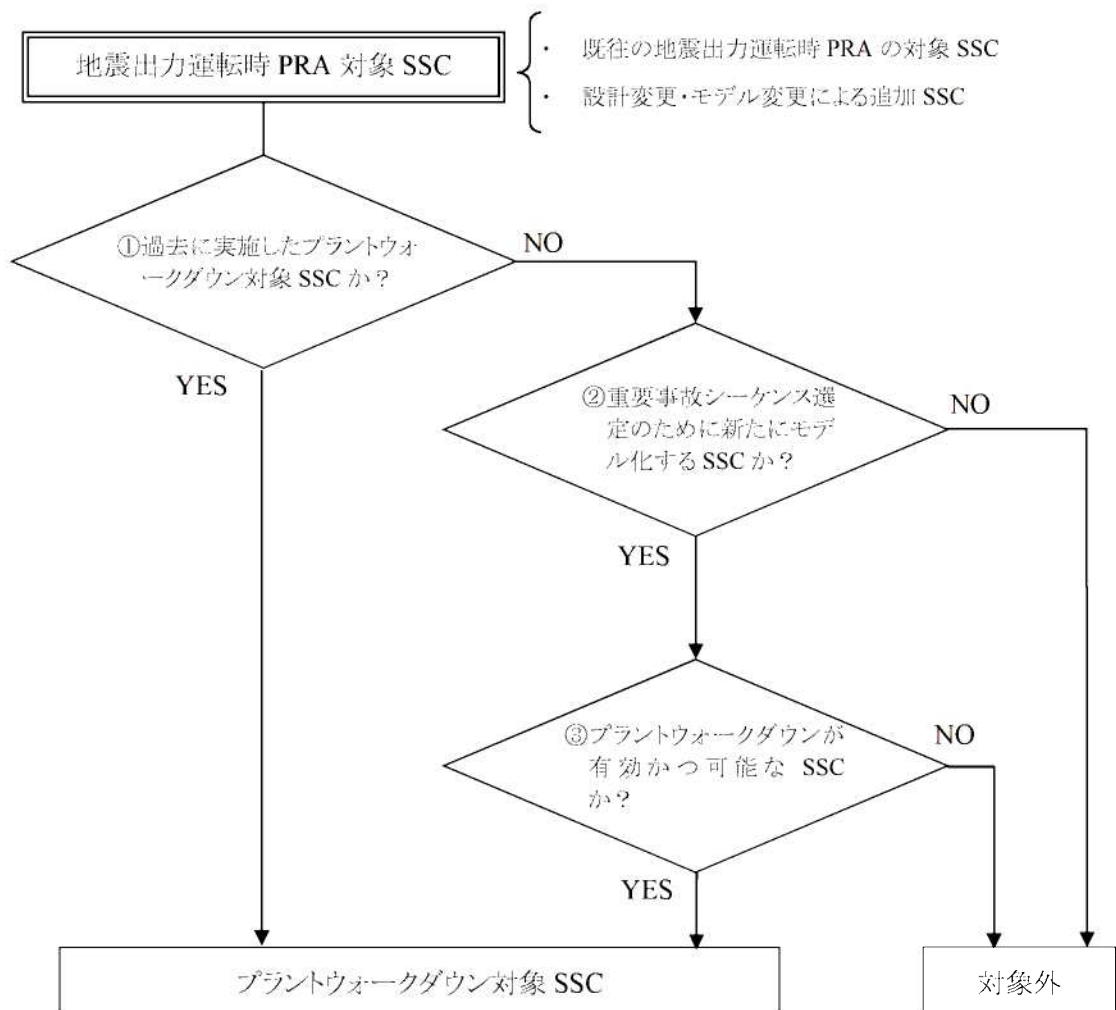 地震出力運転時 PRA 対象 SSC
・ 既往の地震出力運転時 PRA の対象 SSC
・ 設計変更・モデル変更による追加 SSC
①過去に実施したプラントウォ
ークダウン対象 SSC か？
NO
YES
②重要事故シーケンス選
定のために新たにモデ
ル化する SSC か？
NO
YES
③プラントウォークダウンが
有効かつ可能な SSC
か？
NO
YES
プラントウォークダウン対象 SSC
対象外